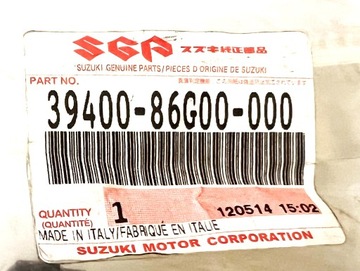 SGP スズキ純正部品
SUZUKI GENUINE PARTS/PIECES D'ORIGINE DE SUZUKI
PART NO.
39400-86G00-000
QUANTITY 1
(QUANTITÉ) 120514 15:02
MADE IN ITALY/FABRIQUÉ EN ITALIE
SUZUKI MOTOR CORPORATION